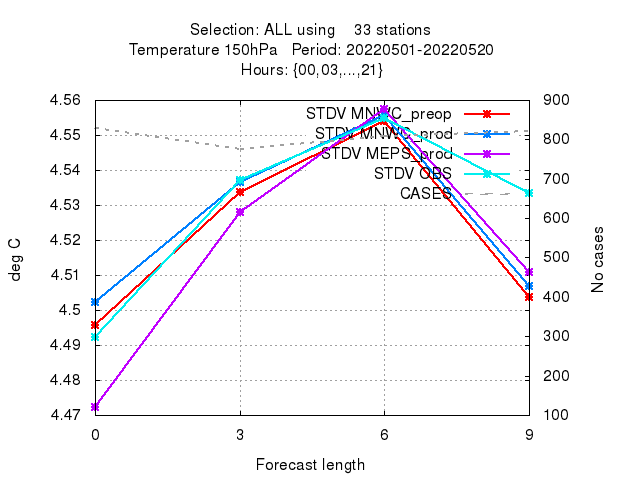 Selection: ALL using    33 stations
Temperature 150hPa   Period: 20220501-20220520
Hours: {00,03,...,21}
4.56
4.55
4.54
4.53
4.52
4.51
4.5
4.49
4.48
4.47
deg C
STDV MNWC_preop
STDV MNWC_prod
STDV MEPS_prod
STDV OBS
CASES
900
800
700
600
500
400
300
200
100
No cases
0 3 6 9
Forecast length